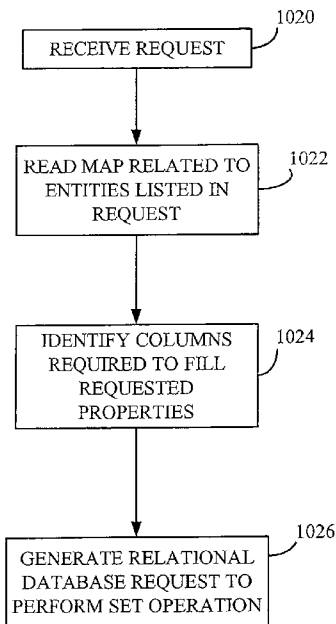 1020
RECEIVE REQUEST
1022
READ MAP RELATED TO
ENTITIES LISTED IN
REQUEST
1024
IDENTIFY COLUMNS
REQUIRED TO FILL
REQUESTED
PROPERTIES
1026
GENERATE RELATIONAL
DATABASE REQUEST TO
PERFORM SET OPERATION